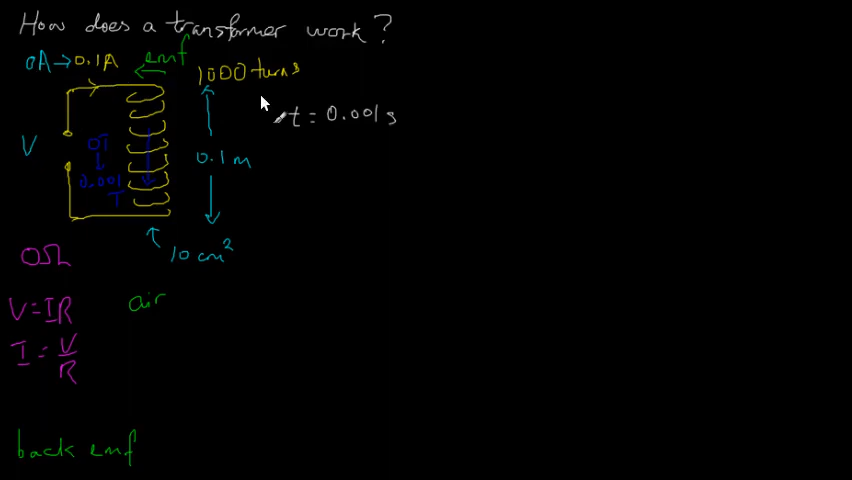 How does a transformer work?
0A→0.1A
emf
1000 turns
t = 0.001 s
V
0T
0.001
T
0.1 m
10 cm²
0Ω
V=IR
air
I = V/R
back emf